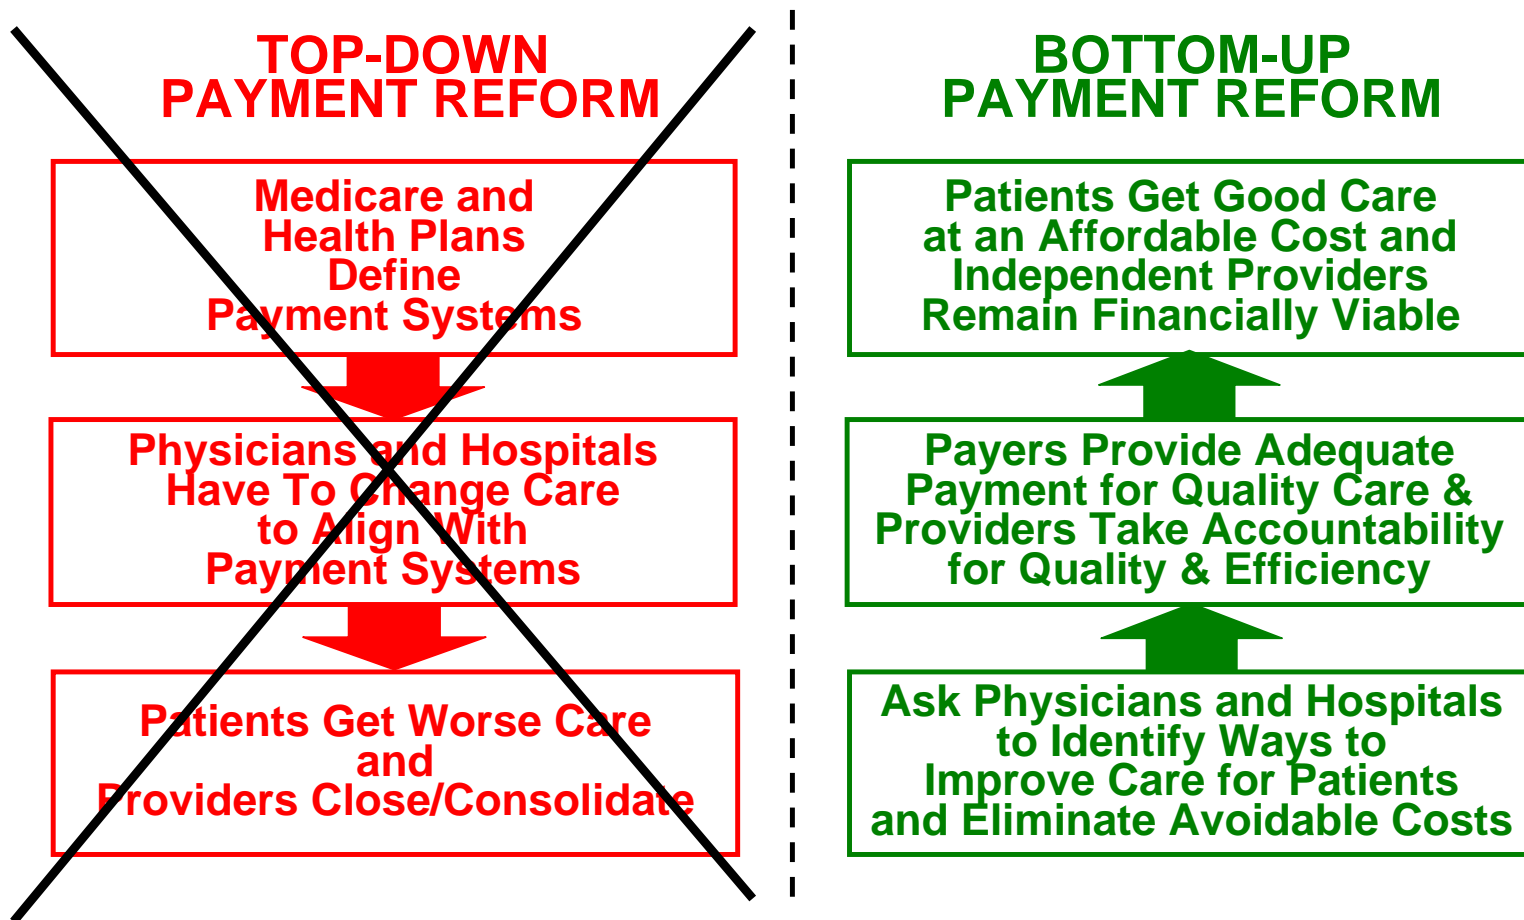 TOP-DOWN
PAYMENT REFORM
Medicare and
Health Plans
Define
Payment Systems
Physicians and Hospitals
Have To Change Care
to Align With
Payment Systems
Patients Get Worse Care
and
Providers Close/Consolidate
BOTTOM-UP
PAYMENT REFORM
Patients Get Good Care
at an Affordable Cost and
Independent Providers
Remain Financially Viable
Payers Provide Adequate
Payment for Quality Care &
Providers Take Accountability
for Quality & Efficiency
Ask Physicians and Hospitals
to Identify Ways to
Improve Care for Patients
and Eliminate Avoidable Costs